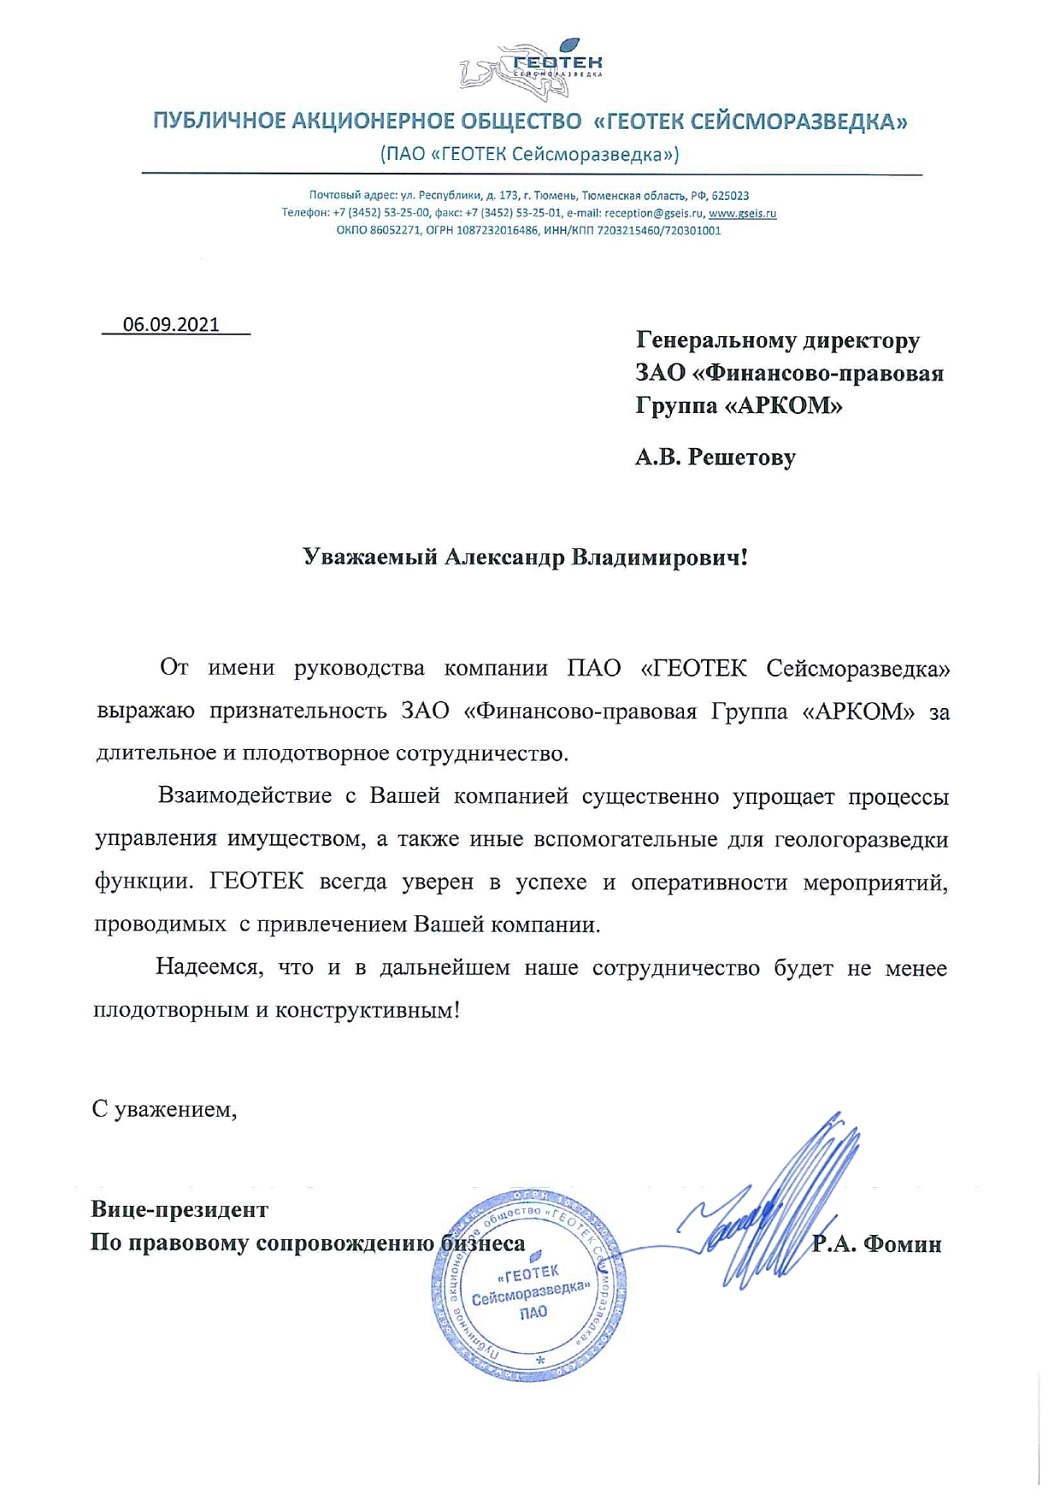 ГЕОТЕК
СЕЙСМОРАЗВЕДКА
ПУБЛИЧНОЕ АКЦИОНЕРНОЕ ОБЩЕСТВО «ГЕОТЕК СЕЙСМОРАЗВЕДКА»
(ПАО «ГЕОТЕК Сейсморазведка»)
Почтовый адрес: ул. Республики, д. 173, г. Тюмень, Тюменская область, РФ, 625023
Телефон: +7 (3452) 53-25-00, факс: +7 (3452) 53-25-01, e-mail: reception@gseis.ru, www.gseis.ru
ОКПО 86052271, ОГРН 1087232016486, ИНН/КПП 7203215460/720301001
06.09.2021
Генеральному директору
ЗАО «Финансово-правовая
Группа «АРКОМ»
А.В. Решетову
Уважаемый Александр Владимирович!
От имени руководства компании ПАО «ГЕОТЕК Сейсморазведка»
выражаю признательность ЗАО «Финансово-правовая Группа «АРКОМ» за
длительное и плодотворное сотрудничество.
Взаимодействие с Вашей компанией существенно упрощает процессы
управления имуществом, а также иные вспомогательные для геологоразведки
функции. ГЕОТЕК всегда уверен в успехе и оперативности мероприятий,
проводимых с привлечением Вашей компании.
Надеемся, что и в дальнейшем наше сотрудничество будет не менее
плодотворным и конструктивным!
С уважением,
Вице-президент
По правовому сопровождению бизнеса
Р.А. Фомин
Публичное акционерное общество «ГЕОТЕК Сейсморазведка»
«ГЕОТЕК
Сейсморазведка»
ПАО